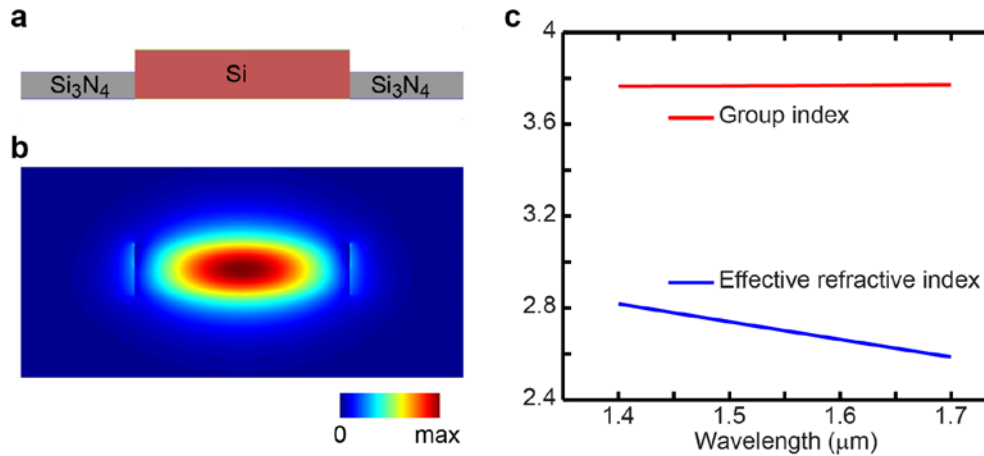 a
Si₃N₄
Si
Si₃N₄
b
0
max
c
4
3.6
3.2
2.8
2.4
Group index
Effective refractive index
1.4
1.5
1.6
1.7
Wavelength (μm)